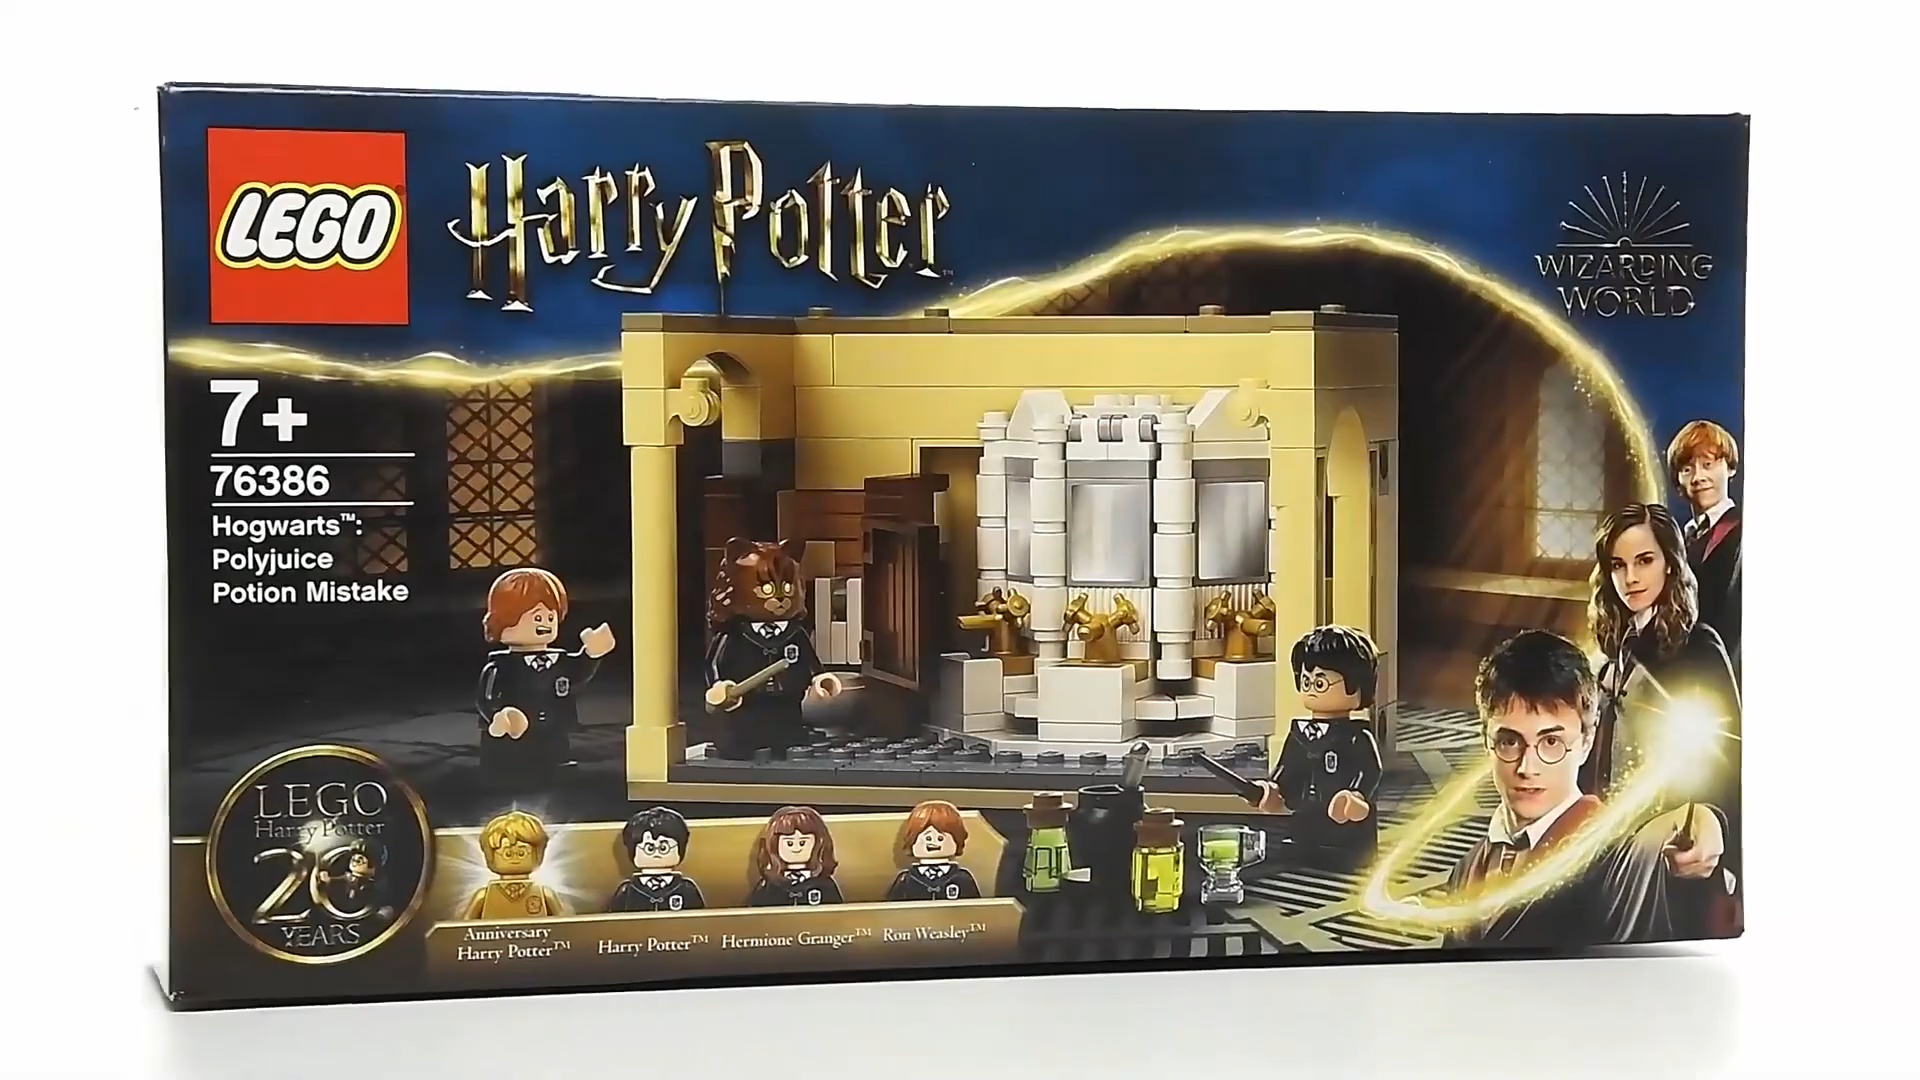 LEGO
Harry Potter™
WIZARDING
WORLD
7+
76386
Hogwarts™:
Polyjuice
Potion Mistake
LEGO
Harry Potter
20
YEARS
Anniversary
Harry Potter™
Harry Potter™
Hermione Granger™
Ron Weasley™